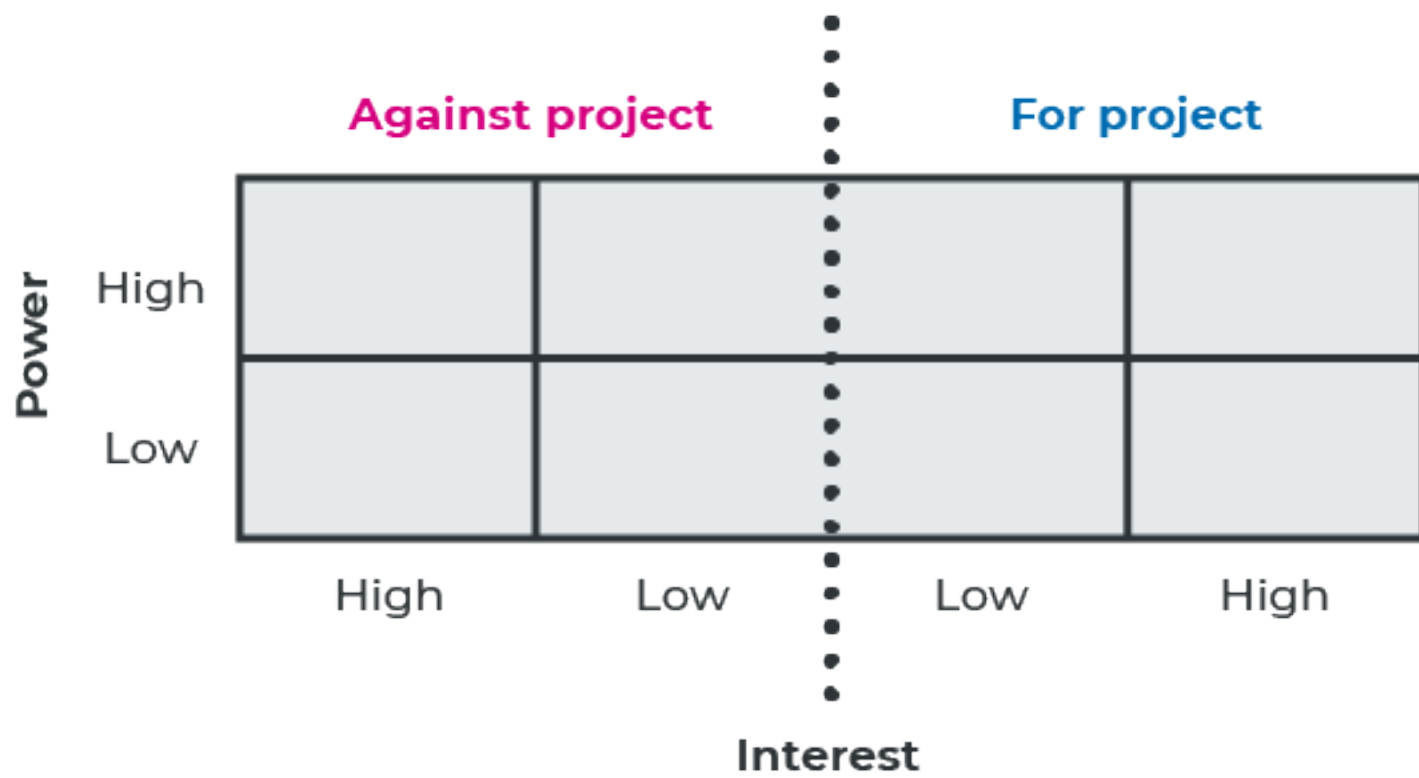 Against project
For project
Power
High
Low
High
Low
Low
High
Interest